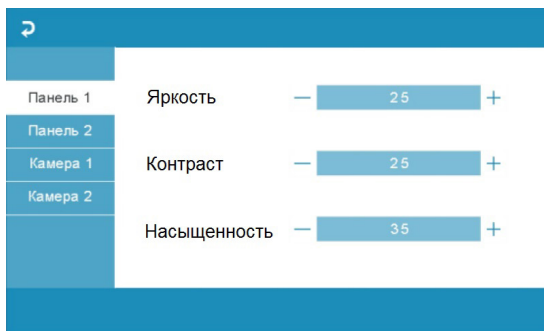 Панель 1
Яркость — 25 +
Панель 2
Камера 1
Контраст — 25 +
Камера 2
Насыщенность — 35 +